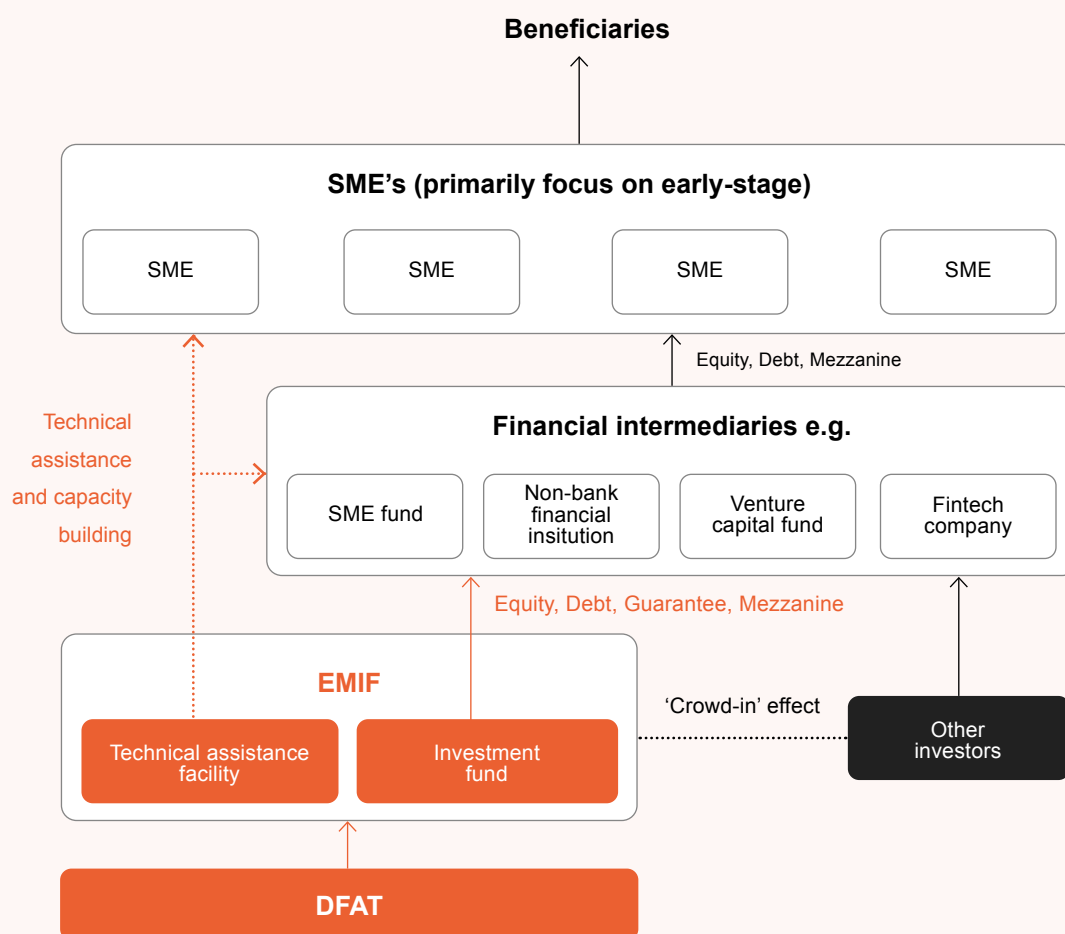 Beneficiaries
SME's (primarily focus on early-stage)
SME
SME
SME
SME
Equity, Debt, Mezzanine
Technical
assistance
and capacity
building
Financial intermediaries e.g.
SME fund
Non-bank
financial
insitution
Venture
capital fund
Fintech
company
Equity, Debt, Guarantee, Mezzanine
EMIF
Technical assistance
facility
Investment
fund
‘Crowd-in’ effect
Other
investors
DFAT